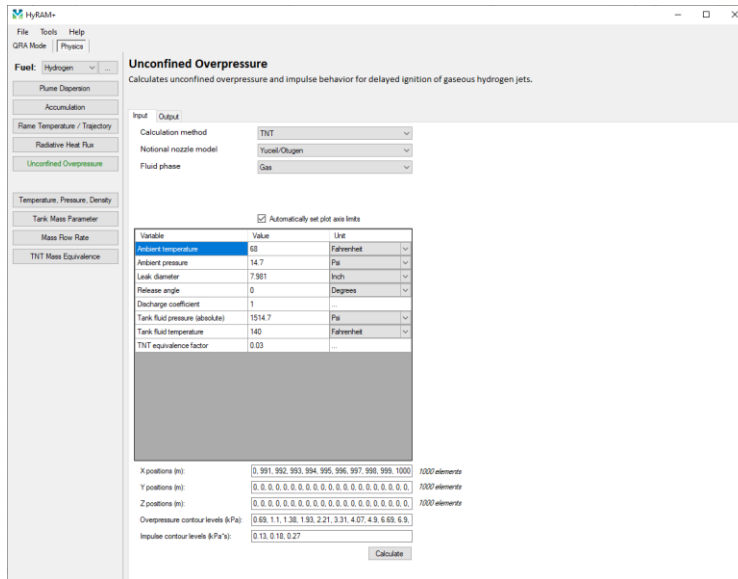 HyRAM+
File Tools Help
QRA Mode Physics
Fuel: Hydrogen ...
Plume Dispersion
Accumulation
Flame Temperature / Trajectory
Radiative Heat Flux
Unconfined Overpressure
Temperature, Pressure, Density
Tank Mass Parameter
Mass Flow Rate
TNT Mass Equivalence
Unconfined Overpressure
Calculates unconfined overpressure and impulse behavior for delayed ignition of gaseous hydrogen jets.
Input Output
Calculation method TNT
Notional nozzle model Yuceil/Otugen
Fluid phase Gas
Automatically set plot axis limits
Variable Value Unit
Ambient temperature 68 Fahrenheit
Ambient pressure 14.7 Psi
Leak diameter 7.981 Inch
Release angle 0 Degrees
Discharge coefficient 1 ...
Tank fluid pressure (absolute) 1514.7 Psi
Tank fluid temperature 140 Fahrenheit
TNT equivalence factor 0.03 ...
X positions (m): 0, 991, 992, 993, 994, 995, 996, 997, 998, 999, 1000 1000 elements
Y positions (m): 0, 0, 0, 0, 0, 0, 0, 0, 0, 0, 0, 0, 0, 0, 0, 0, 0, 0, 0, 0, 1000 elements
Z positions (m): 0, 0, 0, 0, 0, 0, 0, 0, 0, 0, 0, 0, 0, 0, 0, 0, 0, 0, 0, 0, 1000 elements
Overpressure contour levels (kPa): 0.69, 1.1, 1.38, 1.93, 2.21, 3.31, 4.07, 4.9, 6.69, 6.9,
Impulse contour levels (kPa*s): 0.13, 0.18, 0.27
Calculate